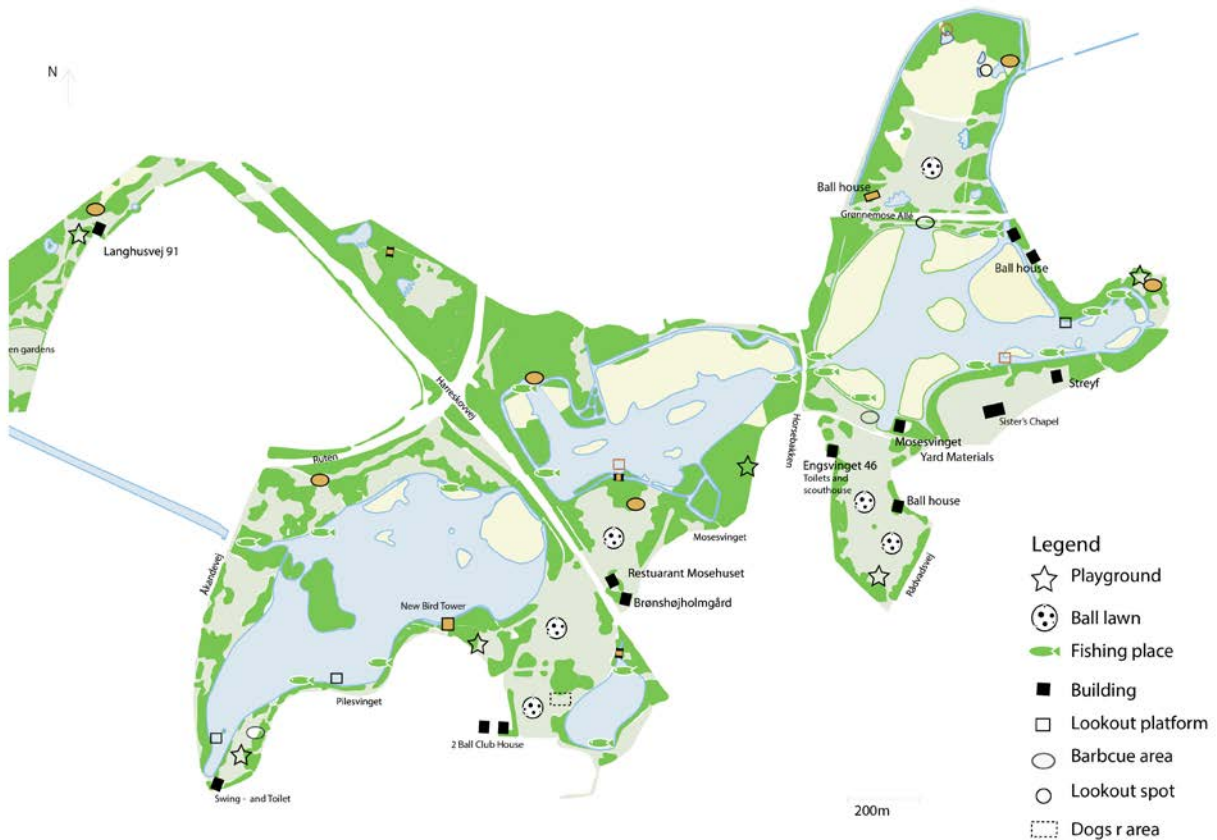 N
Ball house
Grønnemose Allé
Langhusvej 91
Ball house
en gardens
Harreskovvej
Streyf
Sister's Chapel
Horsebakken
Mosesvinget
Yard Materials
Ruten
Engsvinget 46
Toilets and
scouthouse
Ball house
Mosesvinget
Åkandevej
Restuarant Mosehuset
Rådvadsvej
New Bird Tower
Brønshøjholmgård
Pilesvinget
2 Ball Club House
Swing - and Toilet
200m
Legend
Playground
Ball lawn
Fishing place
Building
Lookout platform
Barbcue area
Lookout spot
Dogs r area